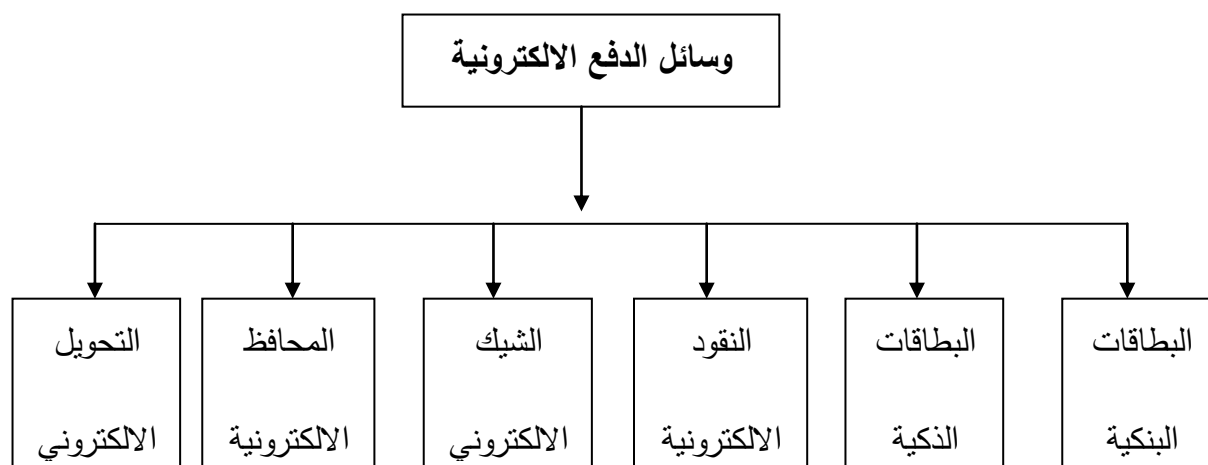 وسائل الدفع الالكترونية
البطاقات
البنكية
البطاقات
الذكية
النقود
الالكترونية
الشيك
الالكتروني
المحافظ
الالكترونية
التحويل
الالكتروني